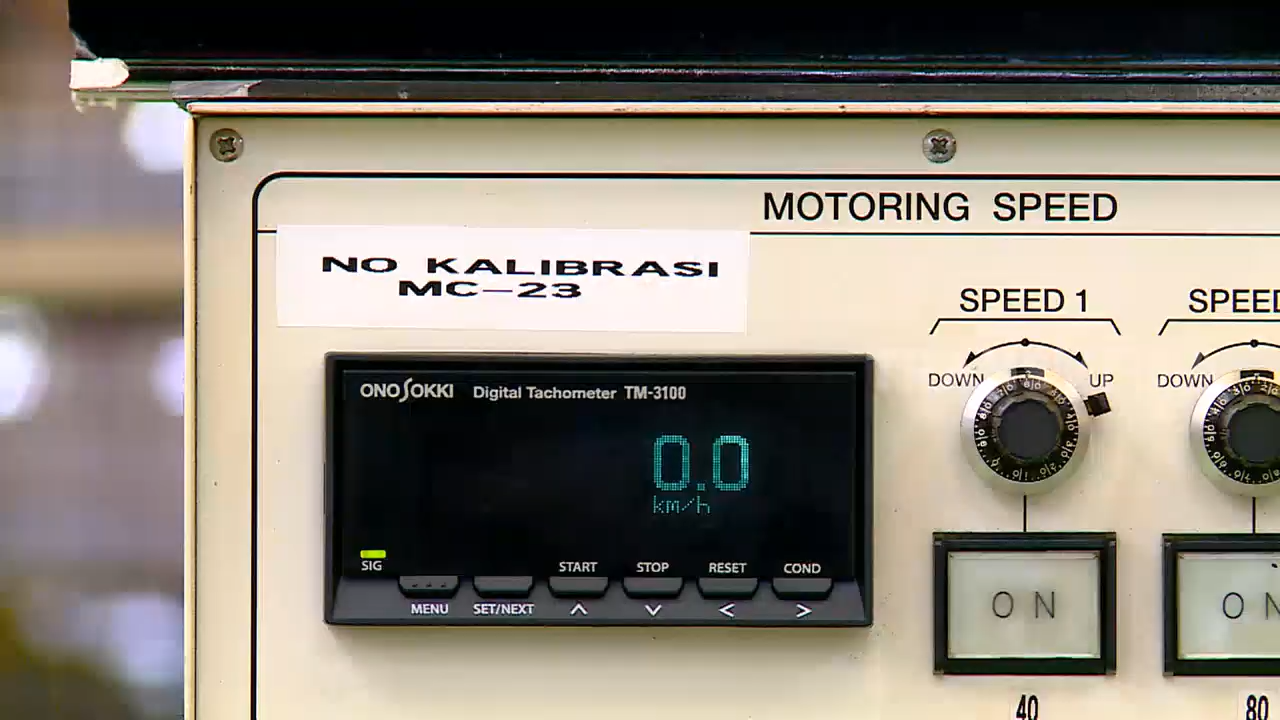 MOTORING SPEED
NO KALIBRASI
MC-23
SPEED 1
SPEED
DOWN UP
DOWN
ONO SOKKI Digital Tachometer TM-3100
0.0
km/h
SIG
START STOP RESET COND
MENU SET/NEXT
ON
ON
40
80